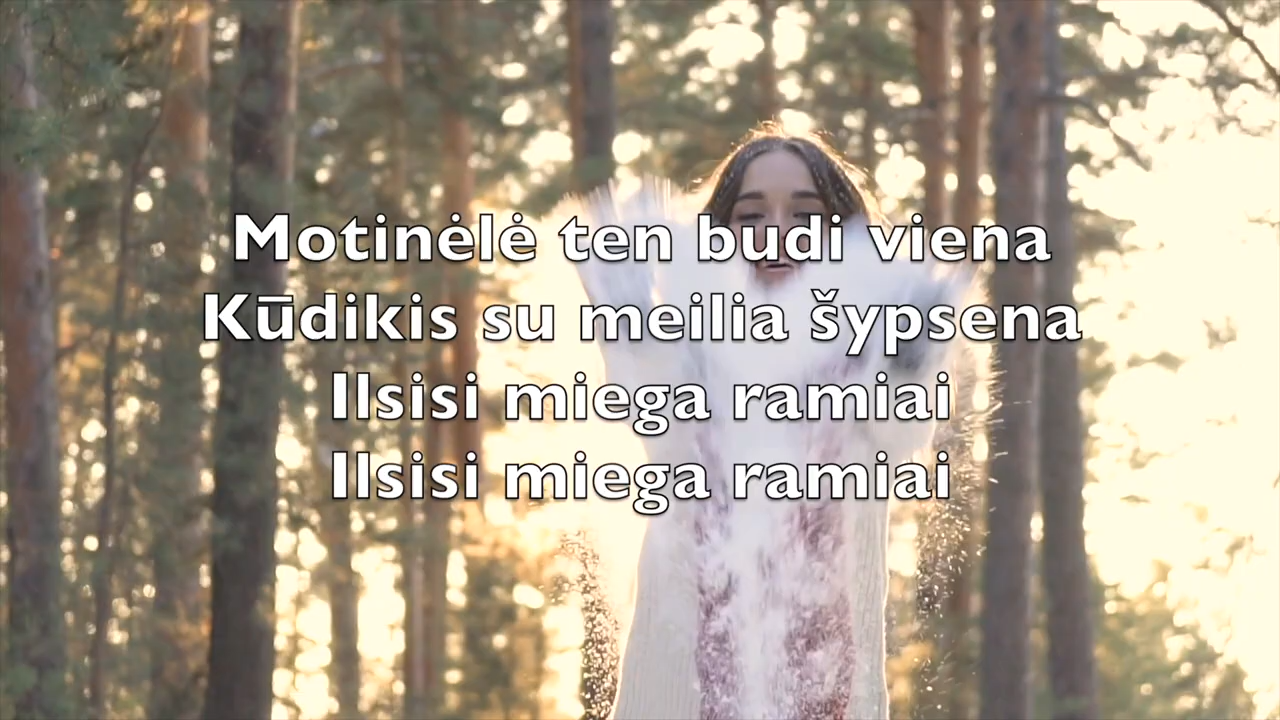 Motinėlė ten budi viena
Kūdikis su meilia šypsena
Ilsisi miega ramiai
Ilsisi miega ramiai